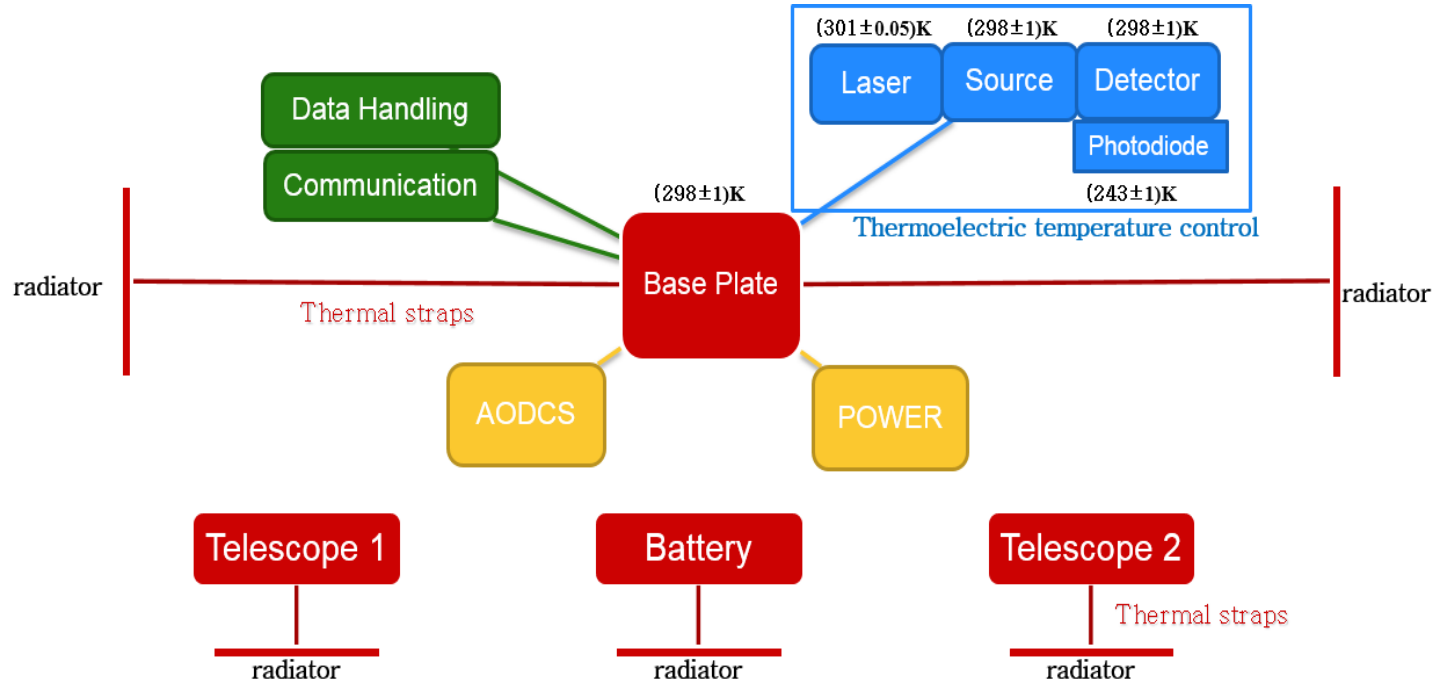 (301±0.05)K (298±1)K (298±1)K
Laser Source Detector
Photodiode
(243±1)K
Thermoelectric temperature control
Data Handling
Communication
(298±1)K
Base Plate
radiator
Thermal straps
radiator
AODCS
POWER
Telescope 1
Battery
Telescope 2
Thermal straps
radiator
radiator
radiator